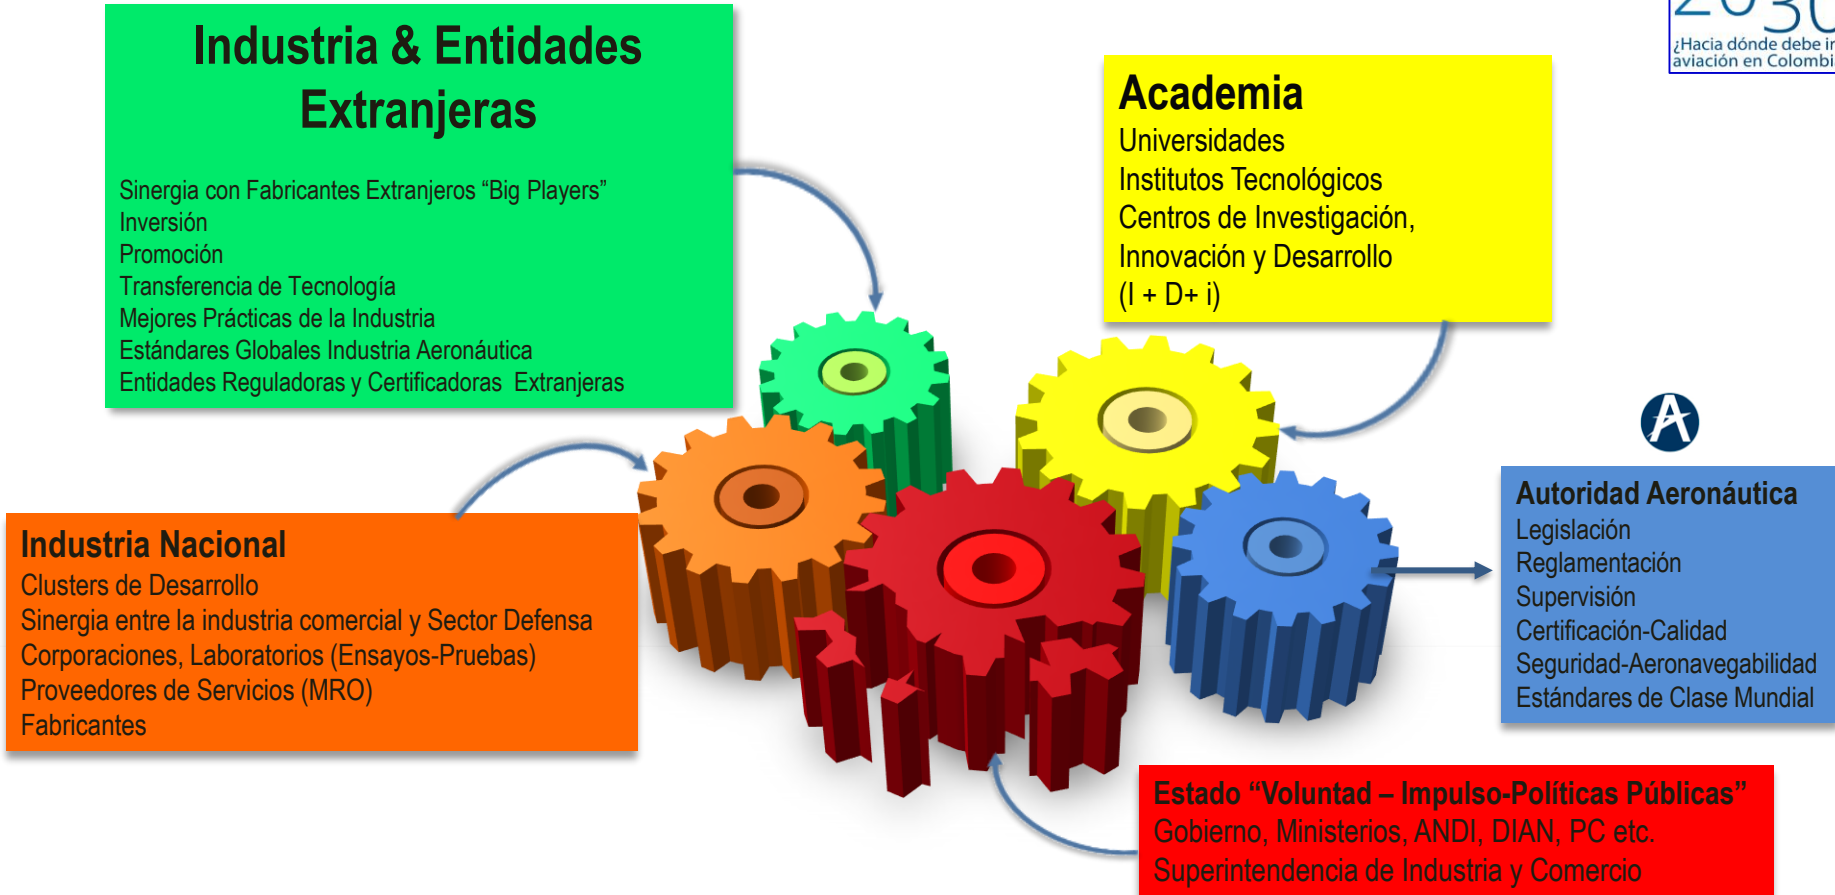 Industria & Entidades
Extranjeras
Sinergia con Fabricantes Extranjeros “Big Players”
Inversión
Promoción
Transferencia de Tecnología
Mejores Prácticas de la Industria
Estándares Globales Industria Aeronáutica
Entidades Reguladoras y Certificadoras Extranjeras
Academia
Universidades
Institutos Tecnológicos
Centros de Investigación,
Innovación y Desarrollo
(I + D+ i)
2030
¿Hacia dónde debe ir
aviación en
Industria Nacional
Clusters de Desarrollo
Sinergia entre la industria comercial y Sector Defensa
Corporaciones, Laboratorios (Ensayos-Pruebas)
Proveedores de Servicios (MRO)
Fabricantes
Autoridad Aeronáutica
Legislación
Reglamentación
Supervisión
Certificación-Calidad
Seguridad-Aeronavegabilidad
Estándares de Clase Mundial
Estado “Voluntad – Impulso-Políticas Públicas”
Gobierno, Ministerios, ANDI, DIAN, PC etc.
Superintendencia de Industria y Comercio